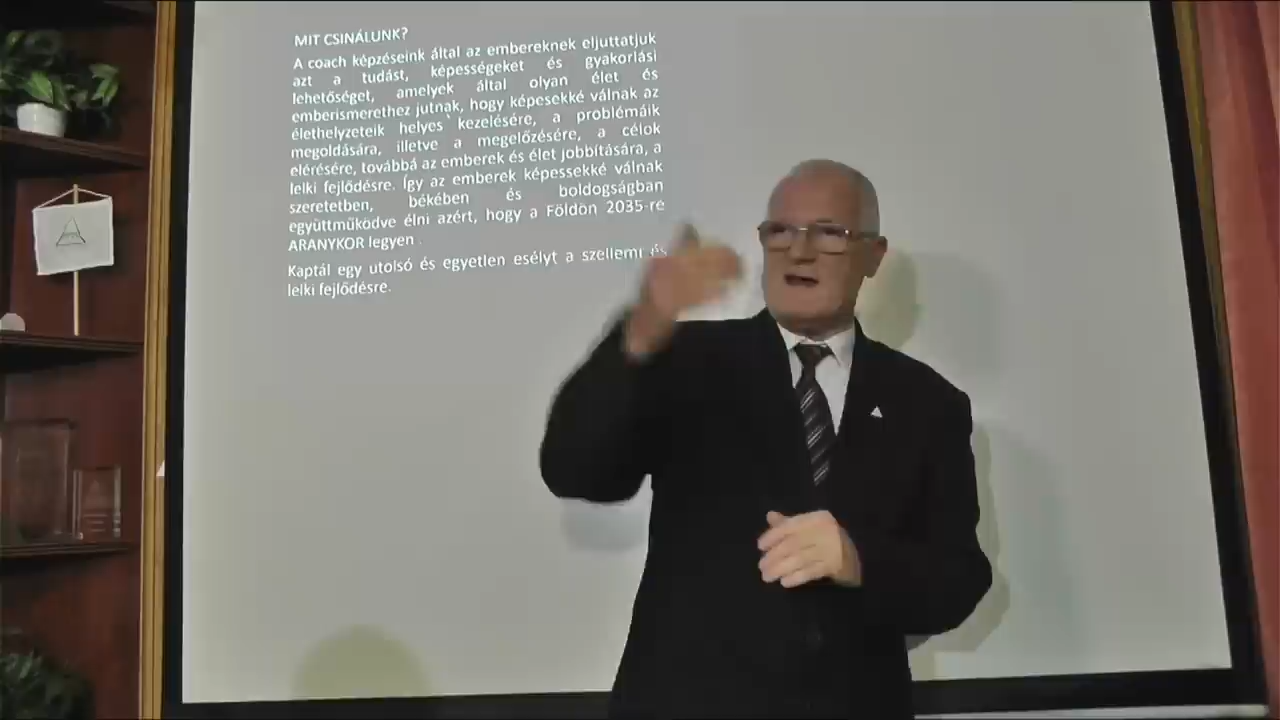 MIT CSINÁLUNK?
A coach képzéseink által az embereknek eljuttatjuk
azt a tudást, képességeket és gyakorlási
lehetőséget, amelyek által olyan élet és
emberismerethez jutnak, hogy képesekké válnak az
élethelyzeteik helyes kezelésére, a problémáik
megoldására, illetve a megelőzésére, a célok
elérésére, továbbá az emberek és élet jobbítására, a
lelki fejlődésre. Így az emberek képessekké válnak
szeretetben, békében és boldogságban
együttműködve élni azért, hogy a Földön 2035-re
ARANYKOR legyen .
Kaptál egy utolsó és egyetlen esélyt a szellemi és
lelki fejlődésre.